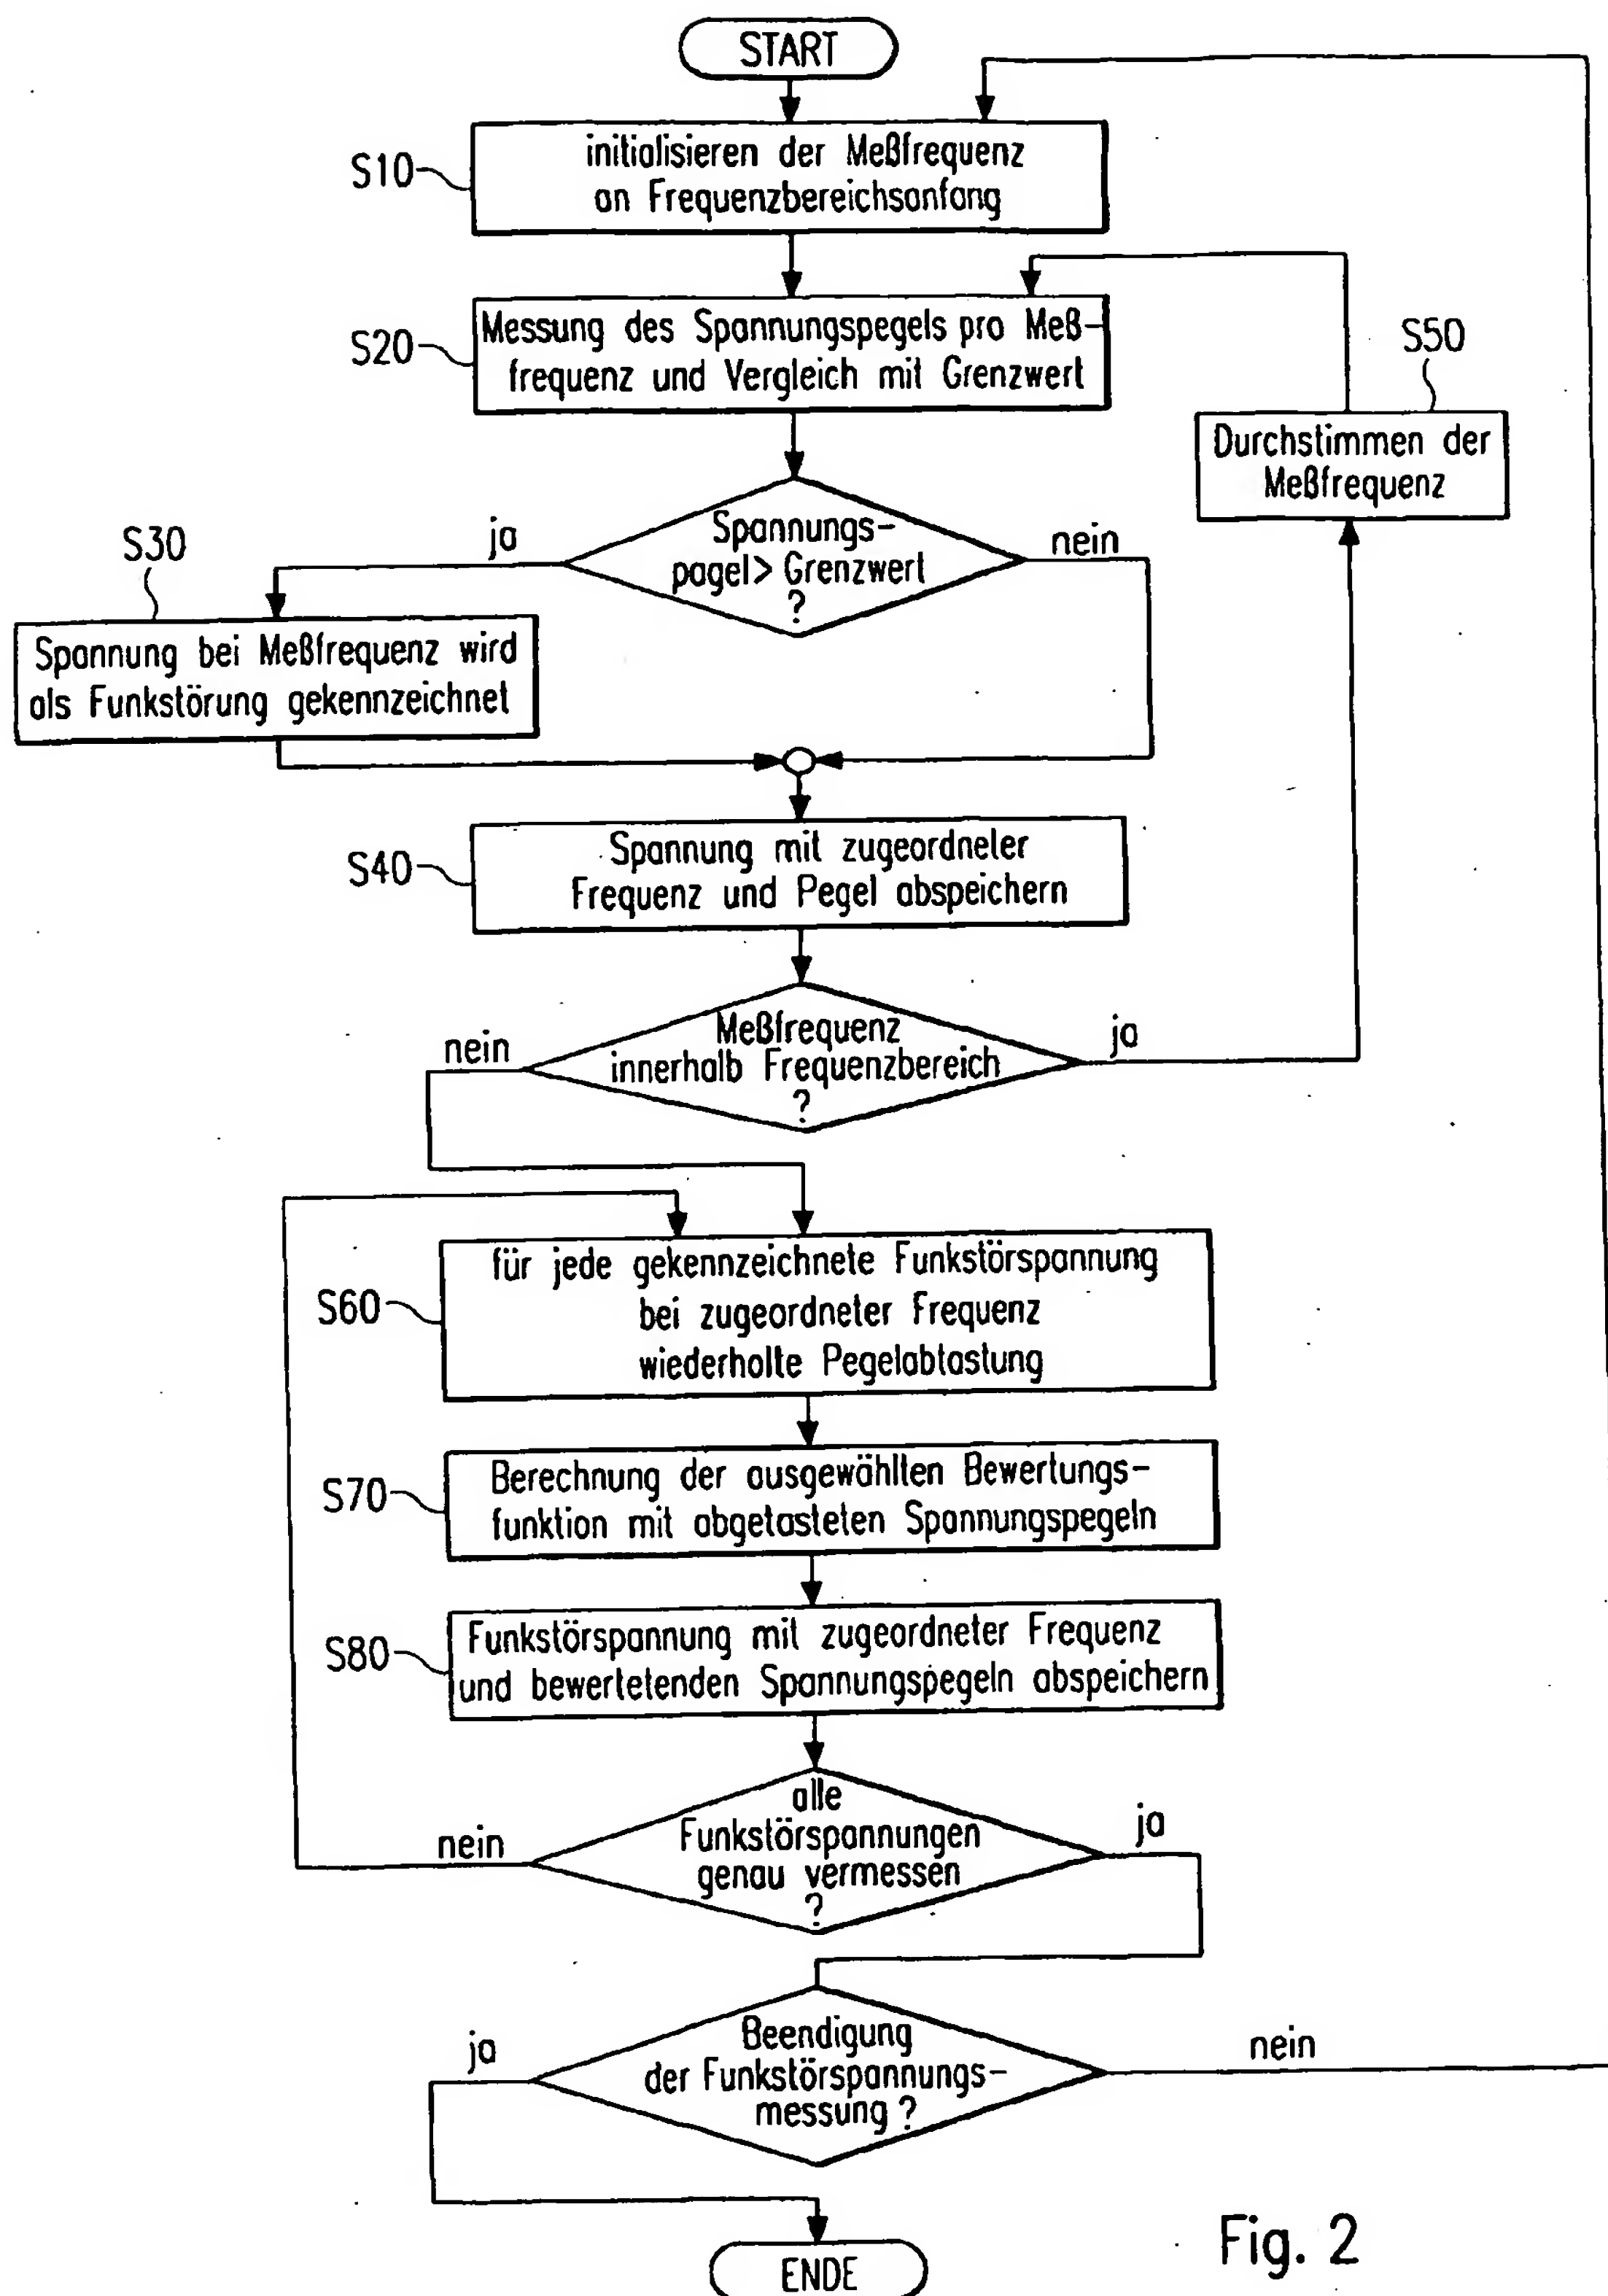 START
S10
initialisieren der Meßfrequenz
an Frequenzbereichsanfang
S20
Messung des Spannungspegels pro Meß-
frequenz und Vergleich mit Grenzwert
S50
Durchstimmen der
Meßfrequenz
Spannungs-
pagel> Grenzwert
?
ja
nein
S30
Spannung bei Meßfrequenz wird
als Funkstörung gekennzeichnet
S40
Spannung mit zugeordneler
Frequenz und Pegel abspeichern
Meßfrequenz
innerhalb Frequenzbereich
?
nein
ja
S60
für jede gekennzeichnete Funkstörspannung
bei zugeordneter Frequenz
wiederholte Pegelabtastung
S70
Berechnung der ausgewählten Bewertungs-
funktion mit abgetasteten Spannungspegeln
S80
Funkstörspannung mit zugeordneter Frequenz
und bewertetenden Spannungspegeln abspeichern
alle
Funkstörspannungen
genau vermessen
?
nein
ja
Beendigung
der Funkstörspannungs-
messung ?
ja
nein
ENDE
Fig. 2